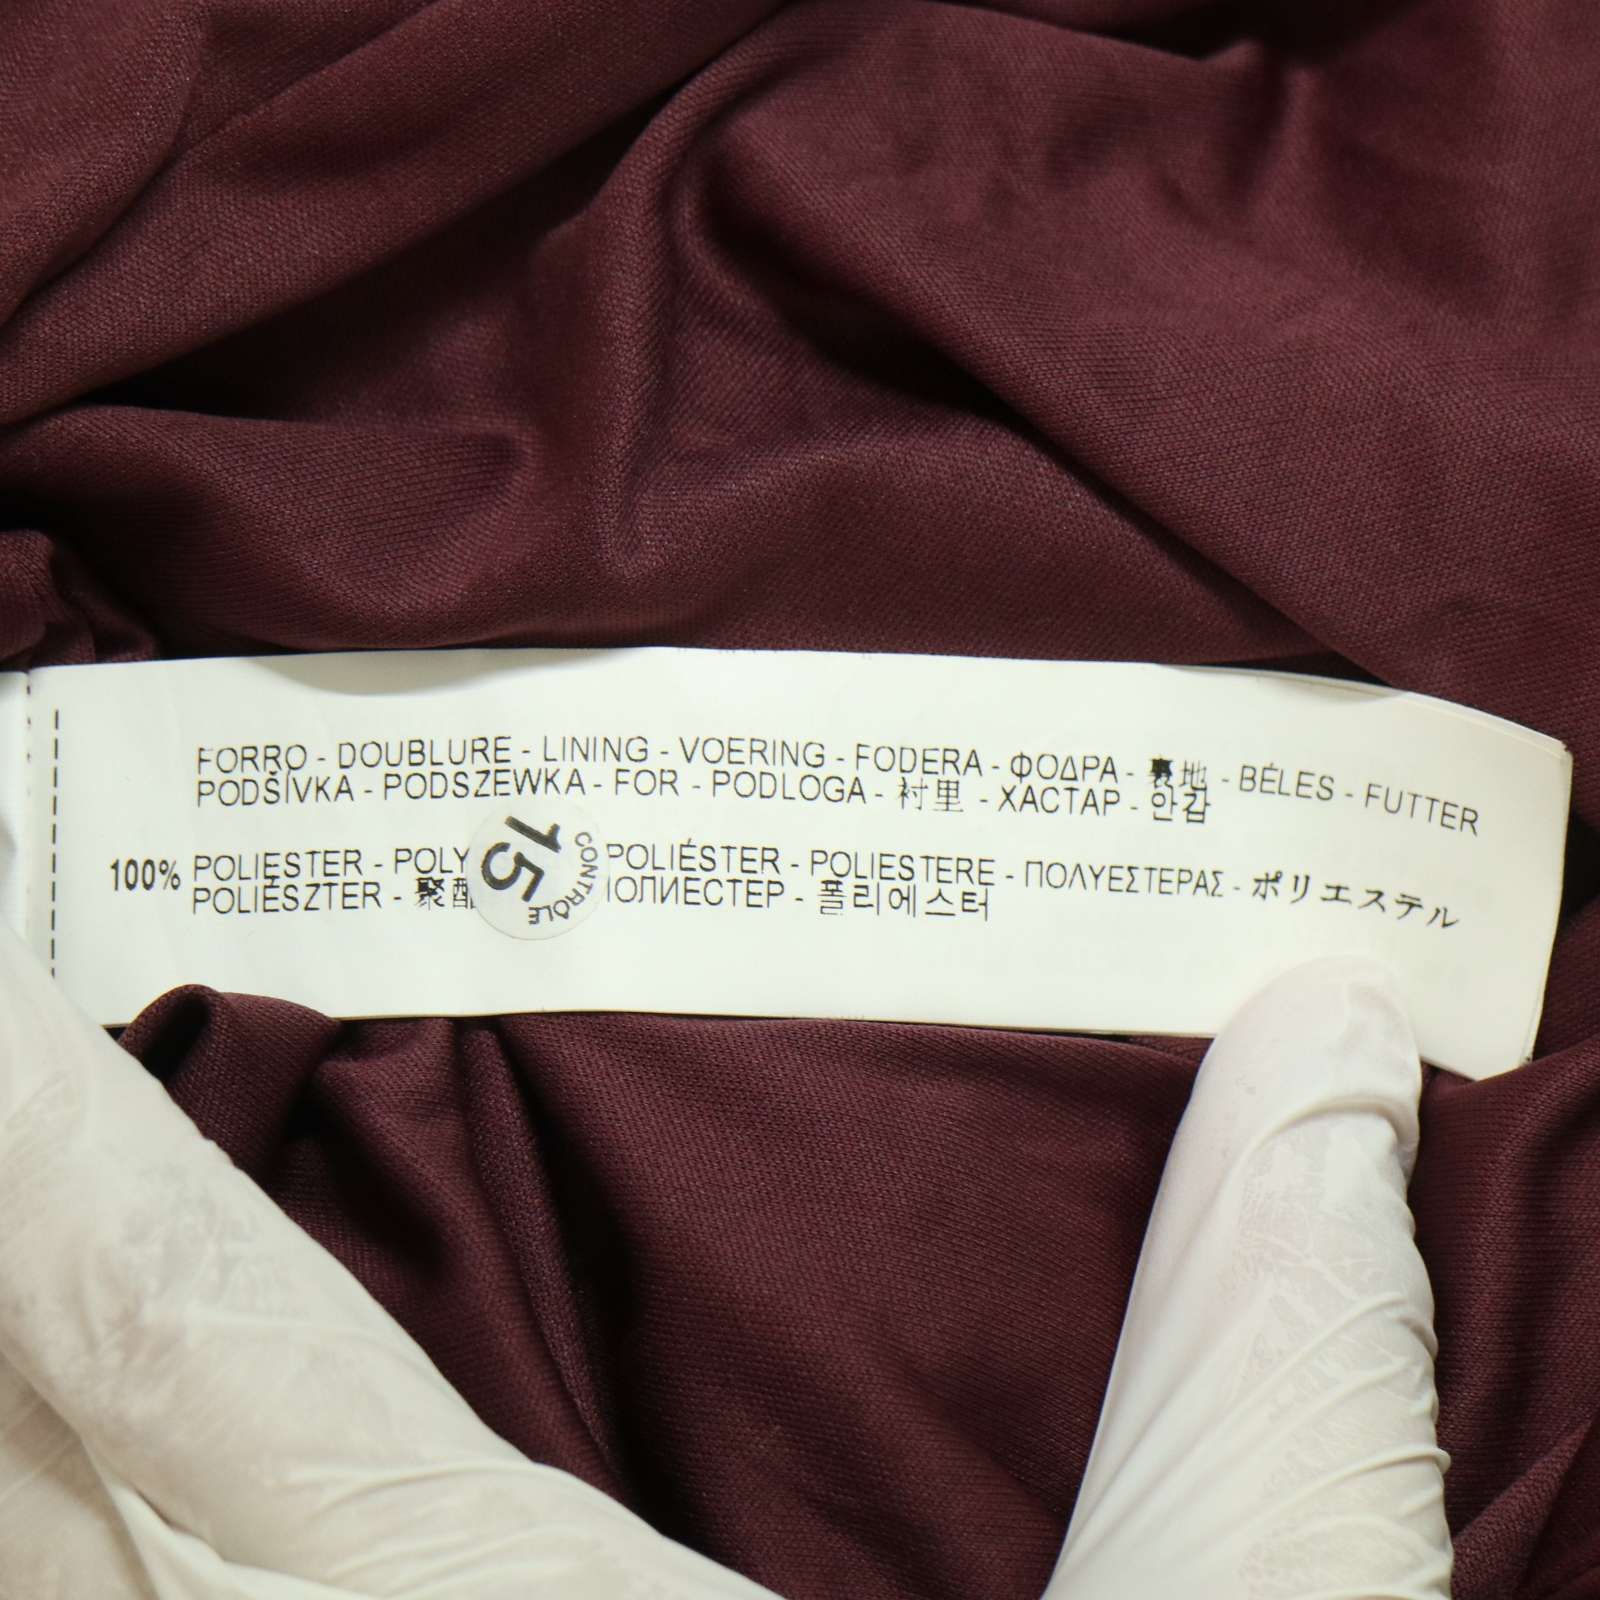 FORRO - DOUBLURE - LINING - VOERING - FODERA - ΦΟΔΡΑ - 裏地 - BÉLES - FUTTER
PODŠÍVKA - PODSZEWKA - FOR - PODLOGA - 衬里 - ХАСТАР - 안감
100% POLIESTER - POLY POLIÉSTER - POLIESTERE - ΠΟΛΥΕΣΤΕΡΑΣ - ポリエステル
POLIÉSZTER - 聚酯 ПОЛИЕСТЕР - 폴리에스터
15
CONTRÔLE